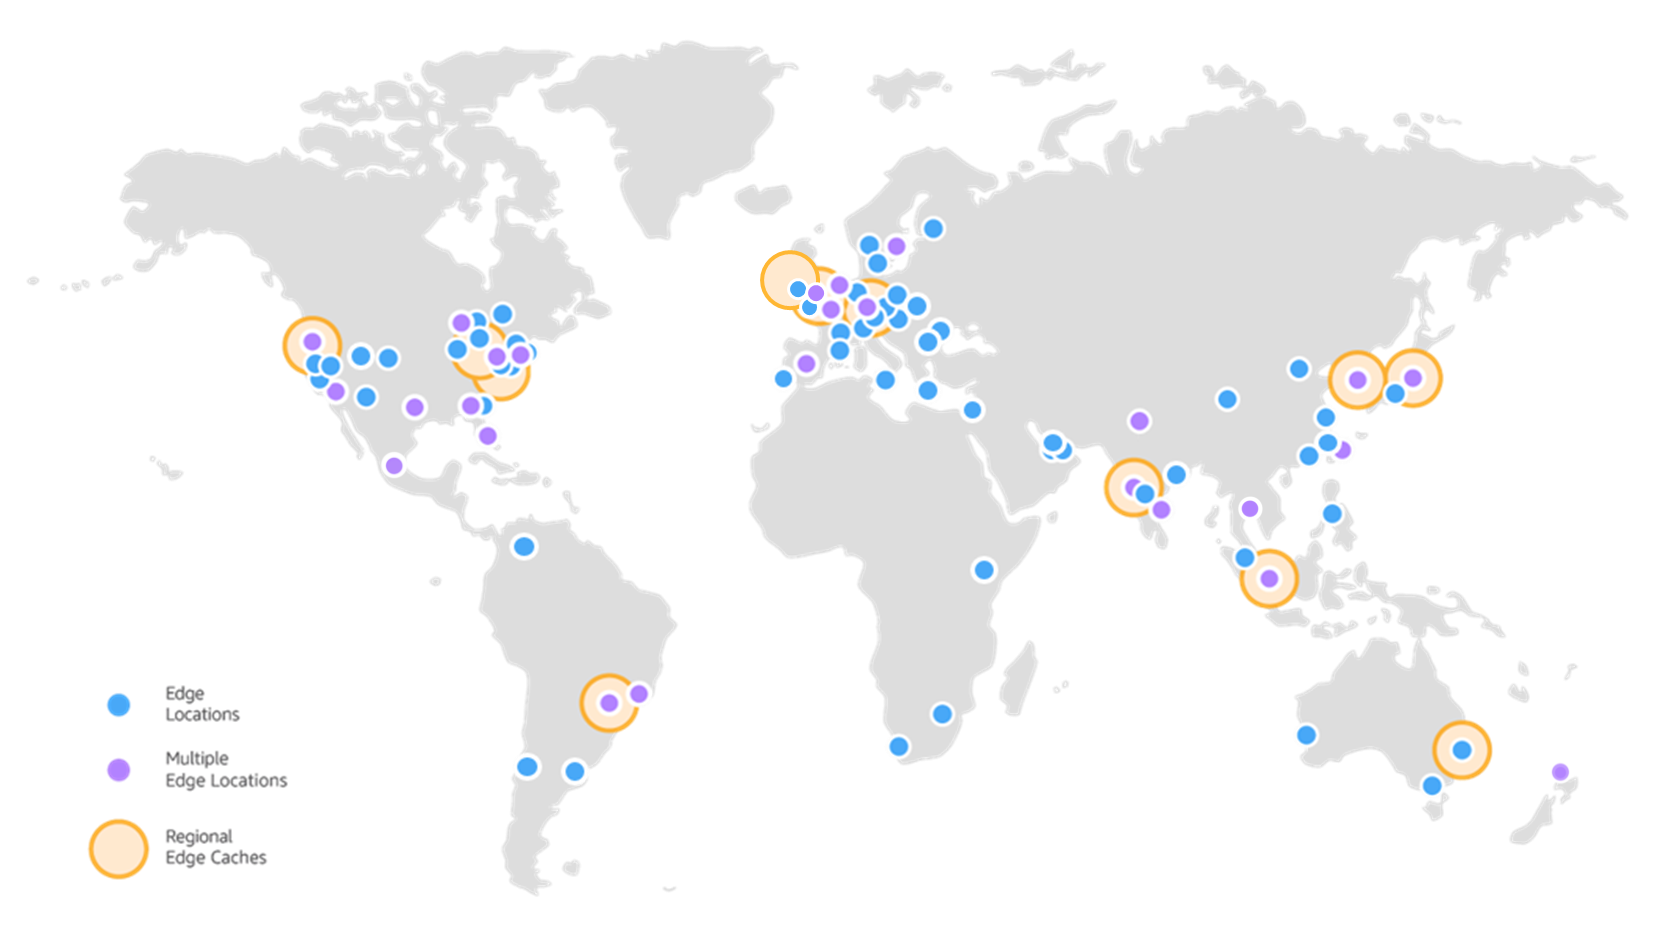 Edge
Locations
Multiple
Edge Locations
Regional
Edge Caches